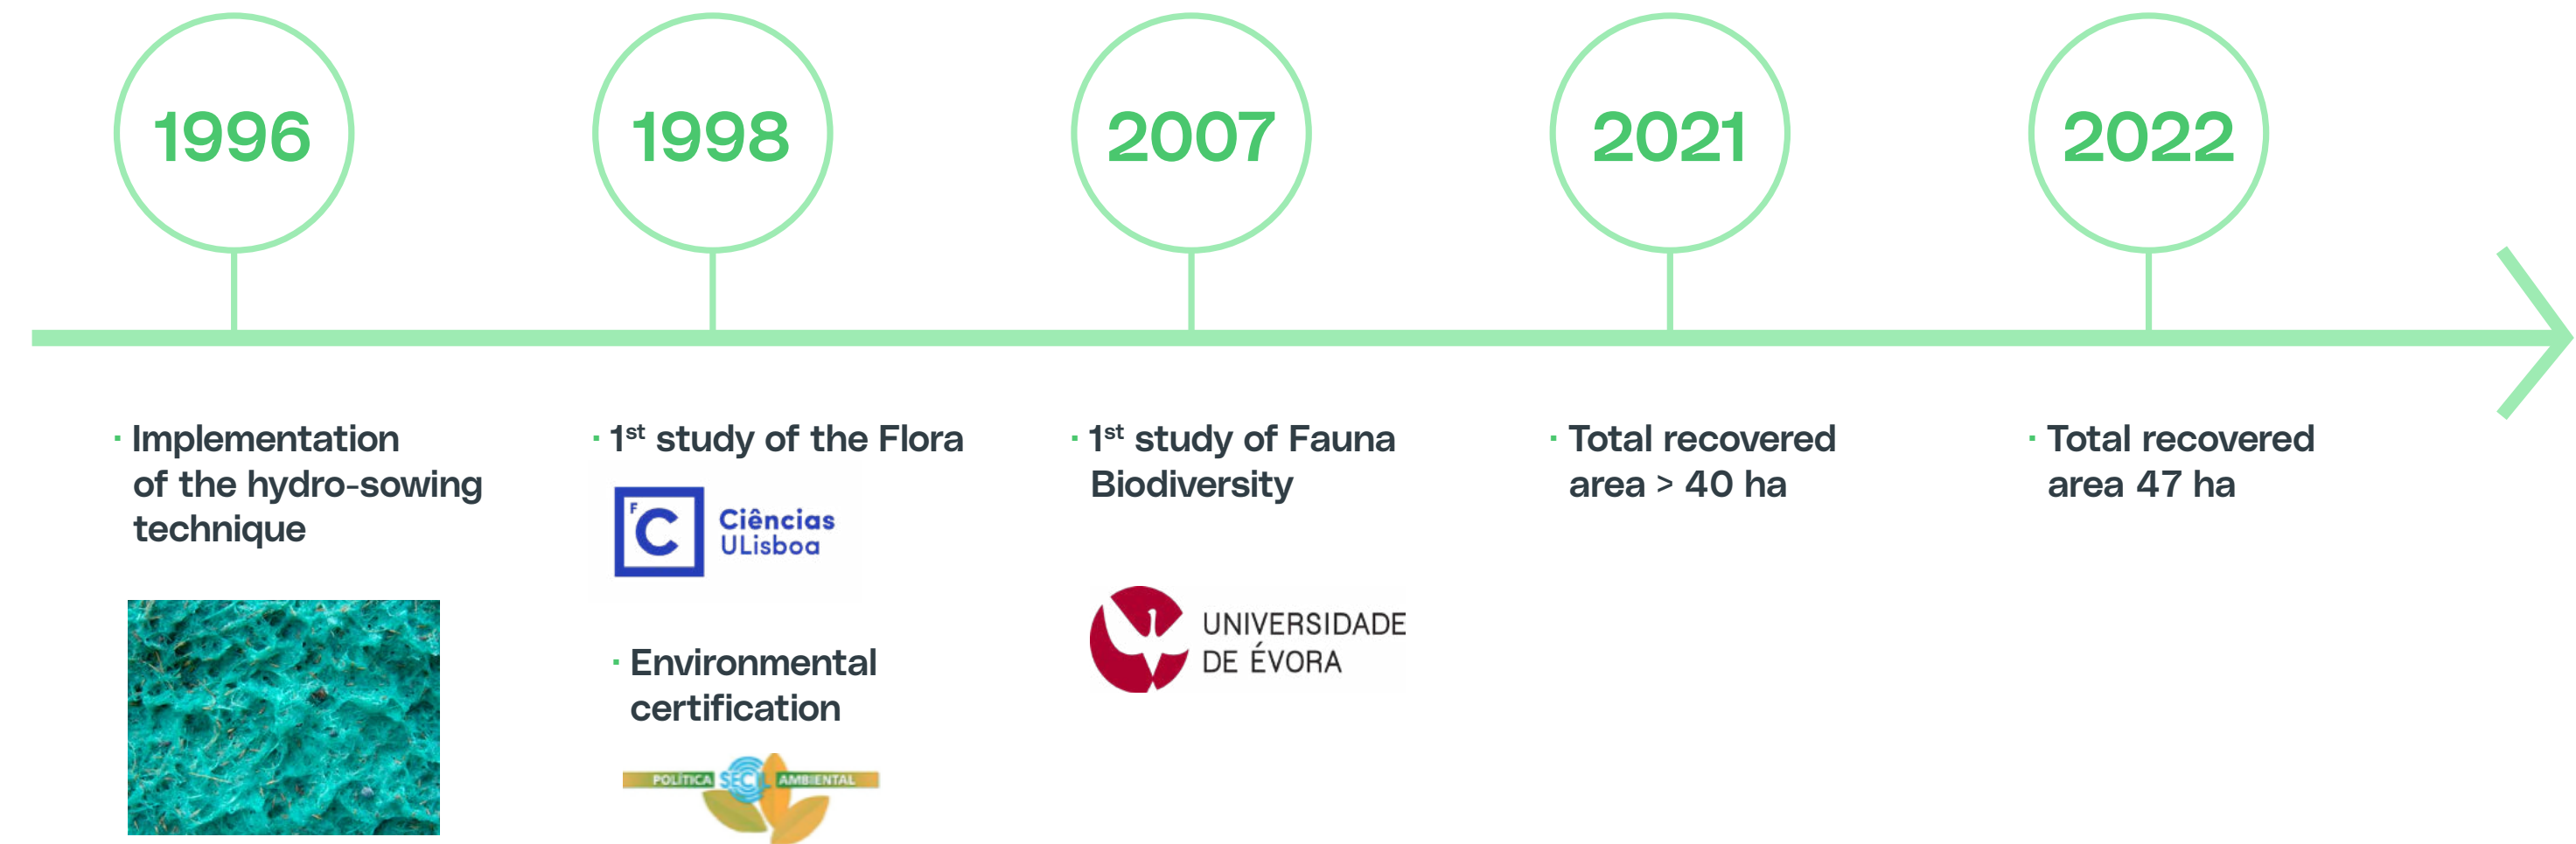 1996
1998
2007
2021
2022
· Implementation
of the hydro-sowing
technique
· 1st study of the Flora
FC
Ciências
ULisboa
· Environmental
certification
POLÍTICA SECIL AMBIENTAL
· 1st study of Fauna
Biodiversity
UNIVERSIDADE
DE ÉVORA
· Total recovered
area > 40 ha
· Total recovered
area 47 ha